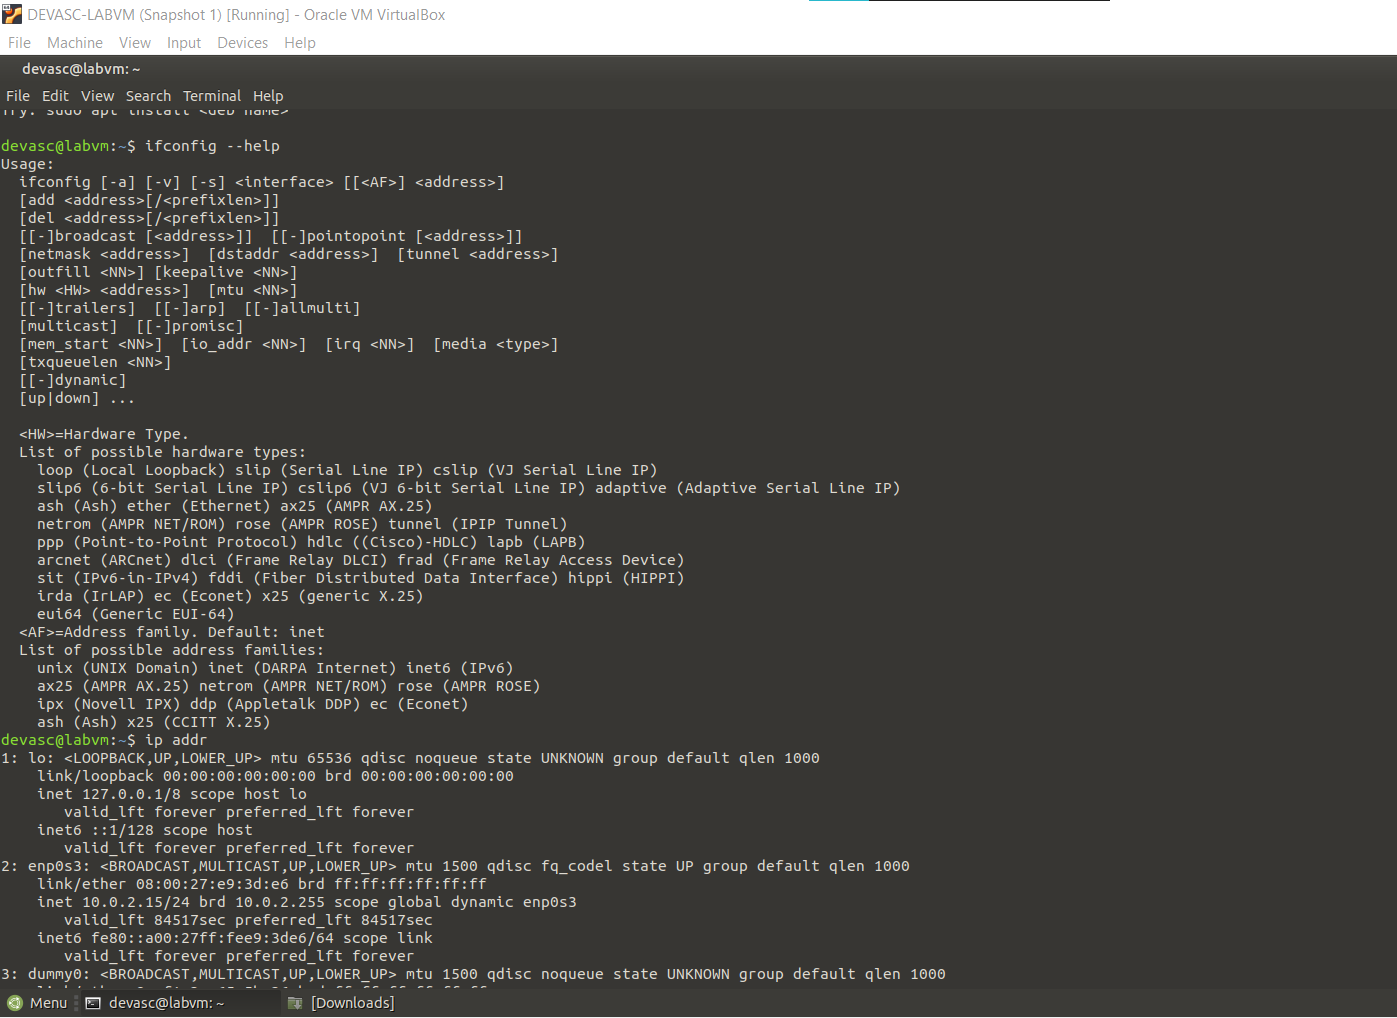 DEVASC-LABVM (Snapshot 1) [Running] - Oracle VM VirtualBox
File Machine View Input Devices Help
devasc@labvm: ~
File Edit View Search Terminal Help
Try: sudo apt install <deb name>
devasc@labvm:~$ ifconfig --help
Usage:
  ifconfig [-a] [-v] [-s] <interface> [[<AF>] <address>]
  [add <address>[/<prefixlen>]]
  [del <address>[/<prefixlen>]]
  [[-]broadcast [<address>]]  [[-]pointopoint [<address>]]
  [netmask <address>]  [dstaddr <address>]  [tunnel <address>]
  [outfill <NN>] [keepalive <NN>]
  [hw <HW> <address>]  [mtu <NN>]
  [[-]trailers]  [[-]arp]  [[-]allmulti]
  [multicast]  [[-]promisc]
  [mem_start <NN>]  [io_addr <NN>]  [irq <NN>]  [media <type>]
  [txqueuelen <NN>]
  [[-]dynamic]
  [up|down] ...
  <HW>=Hardware Type.
  List of possible hardware types:
    loop (Local Loopback) slip (Serial Line IP) cslip (VJ Serial Line IP)
    slip6 (6-bit Serial Line IP) cslip6 (VJ 6-bit Serial Line IP) adaptive (Adaptive Serial Line IP)
    ash (Ash) ether (Ethernet) ax25 (AMPR AX.25)
    netrom (AMPR NET/ROM) rose (AMPR ROSE) tunnel (IPIP Tunnel)
    ppp (Point-to-Point Protocol) hdlc ((Cisco)-HDLC) lapb (LAPB)
    arcnet (ARCnet) dlci (Frame Relay DLCI) frad (Frame Relay Access Device)
    sit (IPv6-in-IPv4) fddi (Fiber Distributed Data Interface) hippi (HIPPI)
    irda (IrLAP) ec (Econet) x25 (generic X.25)
    eui64 (Generic EUI-64)
  <AF>=Address family. Default: inet
  List of possible address families:
    unix (UNIX Domain) inet (DARPA Internet) inet6 (IPv6)
    ax25 (AMPR AX.25) netrom (AMPR NET/ROM) rose (AMPR ROSE)
    ipx (Novell IPX) ddp (Appletalk DDP) ec (Econet)
    ash (Ash) x25 (CCITT X.25)
devasc@labvm:~$ ip addr
1: lo: <LOOPBACK,UP,LOWER_UP> mtu 65536 qdisc noqueue state UNKNOWN group default qlen 1000
    link/loopback 00:00:00:00:00:00 brd 00:00:00:00:00:00
    inet 127.0.0.1/8 scope host lo
       valid_lft forever preferred_lft forever
    inet6 ::1/128 scope host
       valid_lft forever preferred_lft forever
2: enp0s3: <BROADCAST,MULTICAST,UP,LOWER_UP> mtu 1500 qdisc fq_codel state UP group default qlen 1000
    link/ether 08:00:27:e9:3d:e6 brd ff:ff:ff:ff:ff:ff
    inet 10.0.2.15/24 brd 10.0.2.255 scope global dynamic enp0s3
       valid_lft 84517sec preferred_lft 84517sec
    inet6 fe80::a00:27ff:fee9:3de6/64 scope link
       valid_lft forever preferred_lft forever
3: dummy0: <BROADCAST,MULTICAST,UP,LOWER_UP> mtu 1500 qdisc noqueue state UNKNOWN group default qlen 1000
Menu devasc@labvm: ~ [Downloads]